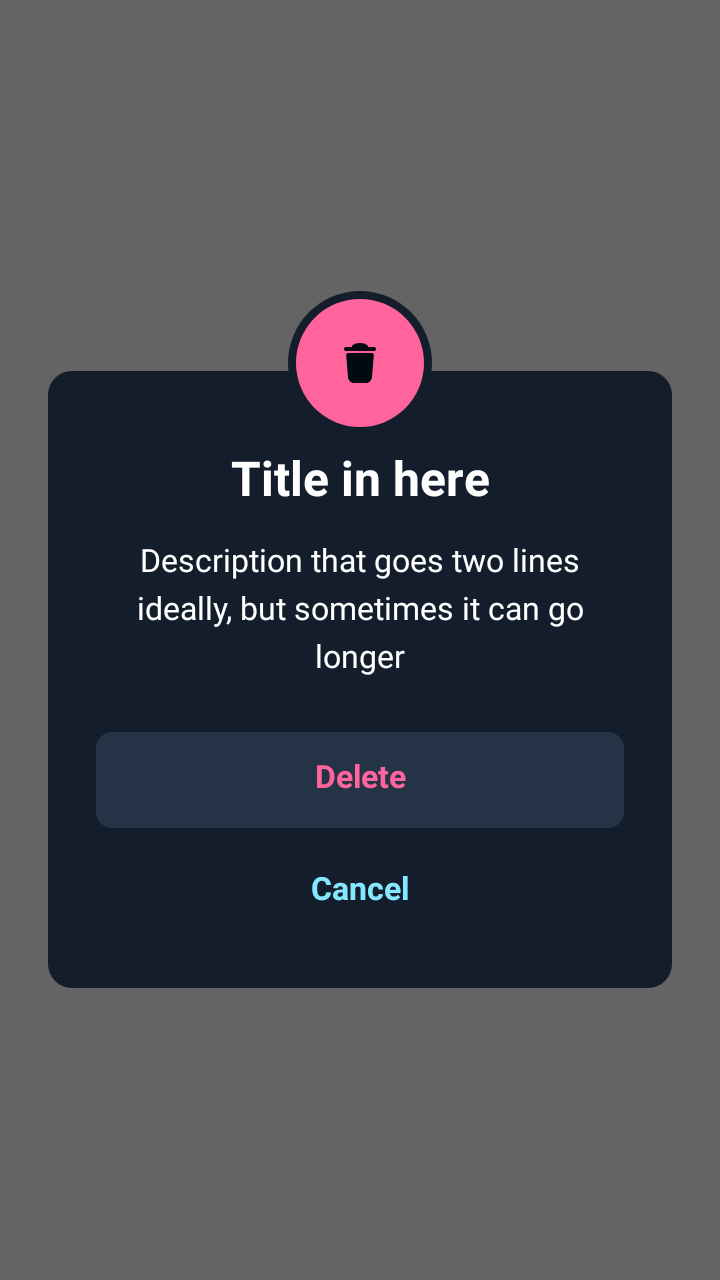 Title in here
Description that goes two lines
ideally, but sometimes it can go
longer
Delete
Cancel